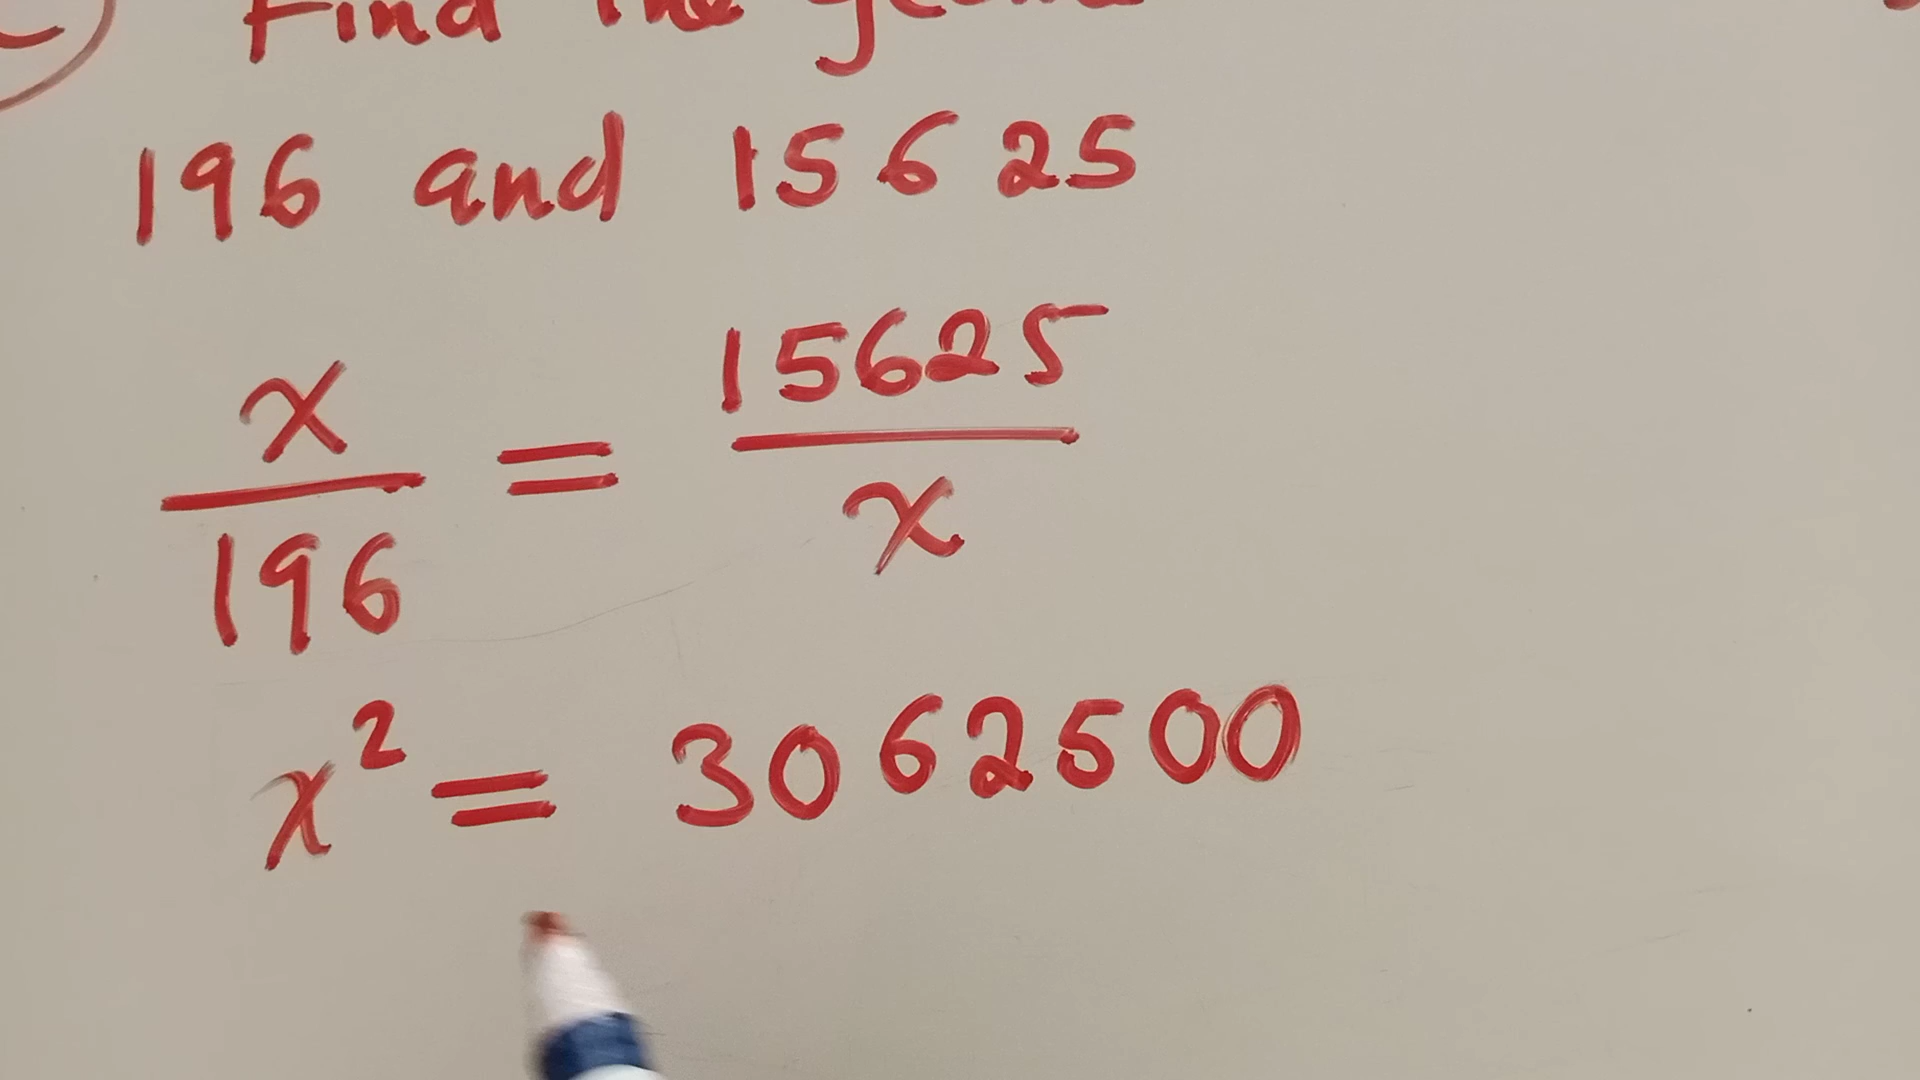 Find the
196 and 15625
x/196 = 15625/x
x² = 3062500